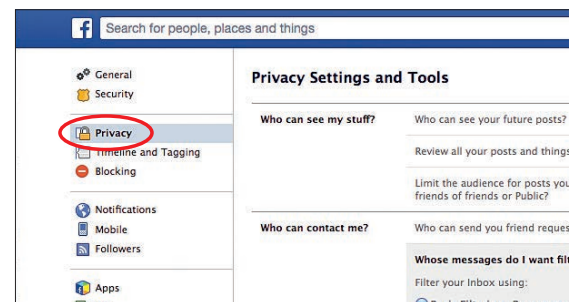 Search for people, places and things
General
Security
Privacy
Timeline and Tagging
Blocking
Notifications
Mobile
Followers
Apps
Privacy Settings and Tools
Who can see my stuff?
Who can see your future posts?
Review all your posts and things
Limit the audience for posts you
friends of friends or Public?
Who can contact me?
Who can send you friend reques
Whose messages do I want filt
Filter your Inbox using: